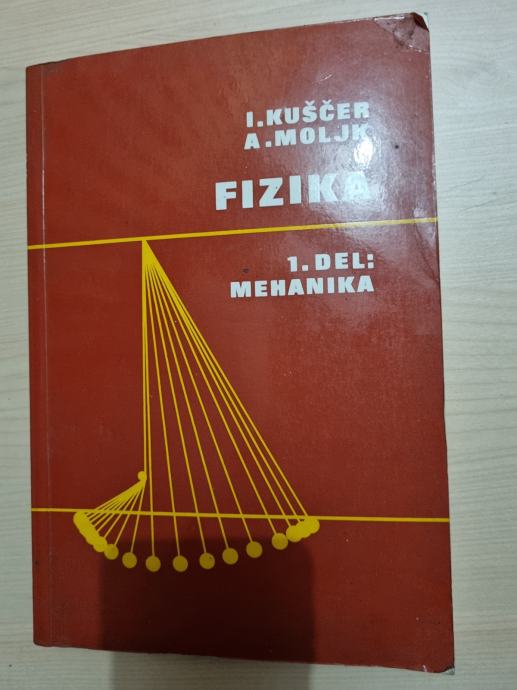 I. KUŠČER
A. MOLJK
FIZIKA
1. DEL:
MEHANIKA